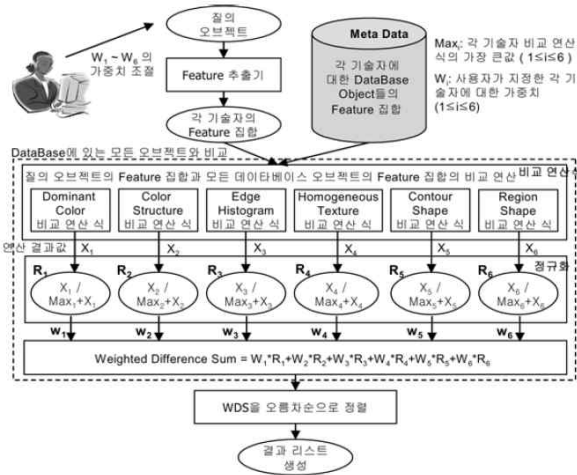 질의
오브젝트
W₁ ~ W₆ 의
가중치 조절
Feature 추출기
각 기술자의
Feature 집합
Meta Data
각 기술자에
대한 DataBase
Object들의
Feature 집합
Maxᵢ: 각 기술자 비교 연산
식의 가장 큰값 ( 1≤i≤6 )
Wᵢ: 사용자가 지정한 각 기
술자에 대한 가중치
(1≤i≤6)
DataBase에 있는 모든 오브젝트와 비교
질의 오브젝트의 Feature 집합과 모든 데이타베이스 오브젝트의 Feature 집합의 비교 연산
비교 연산식
Dominant
Color
비교 연산 식
Color
Structure
비교 연산 식
Edge
Histogram
비교 연산 식
Homogeneous
Texture
비교 연산 식
Contour
Shape
비교 연산 식
Region
Shape
비교 연산 식
연산 결과값
X₁
X₂
X₃
X₄
X₅
X₆
정규화
R₁
R₂
R₃
R₄
R₅
R₆
X₁ /
Max₁+X₁
X₂ /
Max₂+X₂
X₃ /
Max₃+X₃
X₄ /
Max₄+X₄
X₅ /
Max₅+X₅
X₆ /
Max₆+X₆
w₁
w₂
w₃
w₄
w₅
w₆
Weighted Difference Sum = W₁*R₁+W₂*R₂+W₃*R₃+W₄*R₄+W₅*R₅+W₆*R₆
WDS을 오름차순으로 정렬
결과 리스트
생성